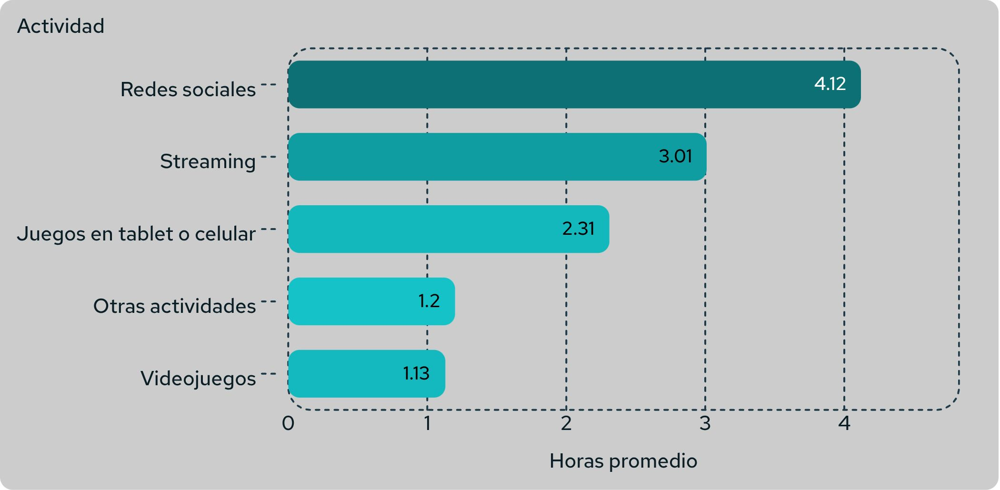 Actividad
Redes sociales
4.12
Streaming
3.01
Juegos en tablet o celular
2.31
Otras actividades
1.2
Videojuegos
1.13
0 1 2 3 4
Horas promedio